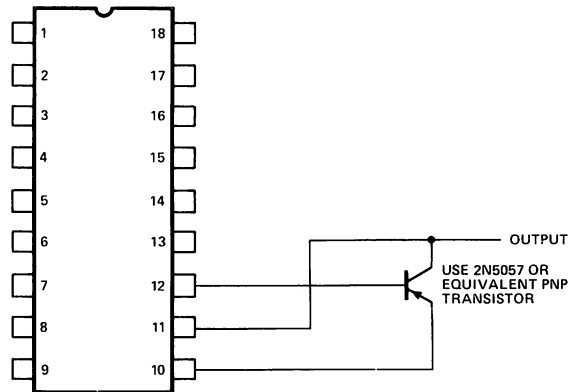 1 18
2 17
3 16
4 15
5 14
6 13
7 12
8 11
9 10
OUTPUT
USE 2N5057 OR
EQUIVALENT PNP
TRANSISTOR